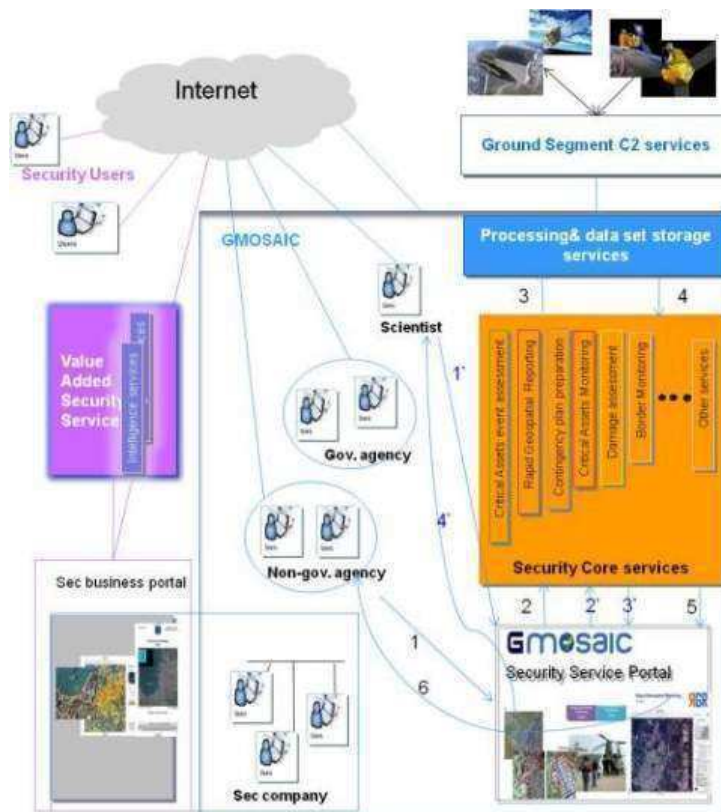 Internet
Ground Segment C2 services
Security Users
Users
GMOSAIC
Processing& data set storage
services
Scientist
3
4
Value
Added
Security
Service
Intelligence services
1'
Critical Assets event assessment
Rapid Geospatial Reporting
Contingency plan preparation
Critical Assets Monitoring
Damage assessment
Border Monitoring
Other services
Gov. agency
4'
Non-gov. agency
Security Core services
Sec business portal
2
2'
3'
5
1
6
Gmosaic
Security Service Portal
Sec company